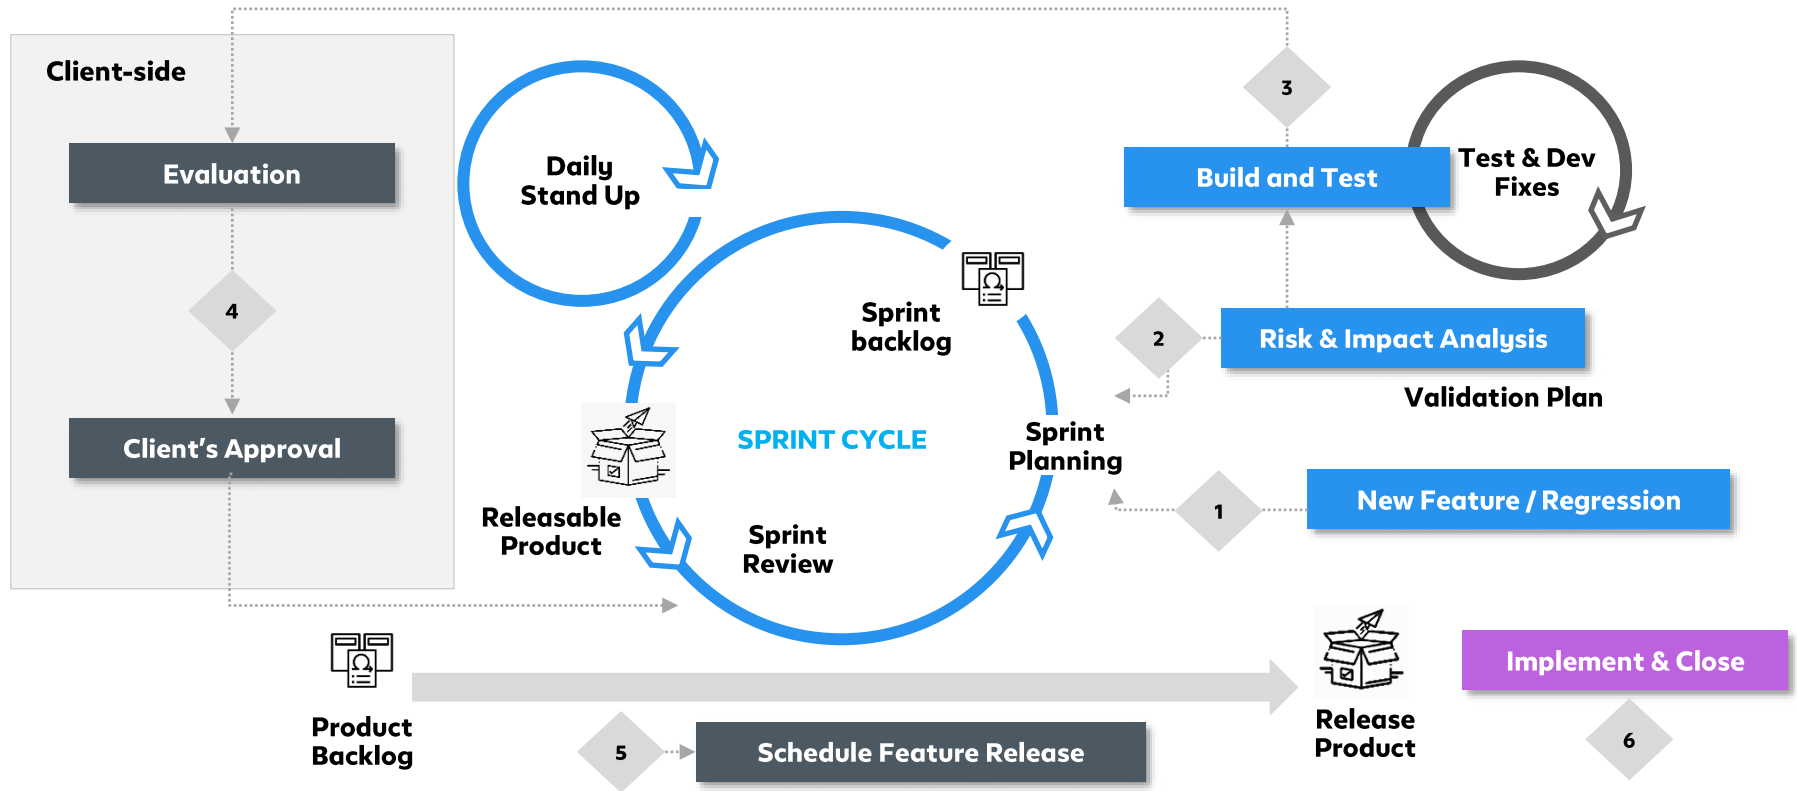 Client-side
Evaluation
4
Client's Approval
Daily
Stand Up
Sprint
backlog
SPRINT CYCLE
Sprint
Planning
Releasable
Product
Sprint
Review
3
Build and Test
Test & Dev
Fixes
2
Risk & Impact Analysis
Validation Plan
1
New Feature / Regression
Product
Backlog
5
Schedule Feature Release
Release
Product
Implement & Close
6